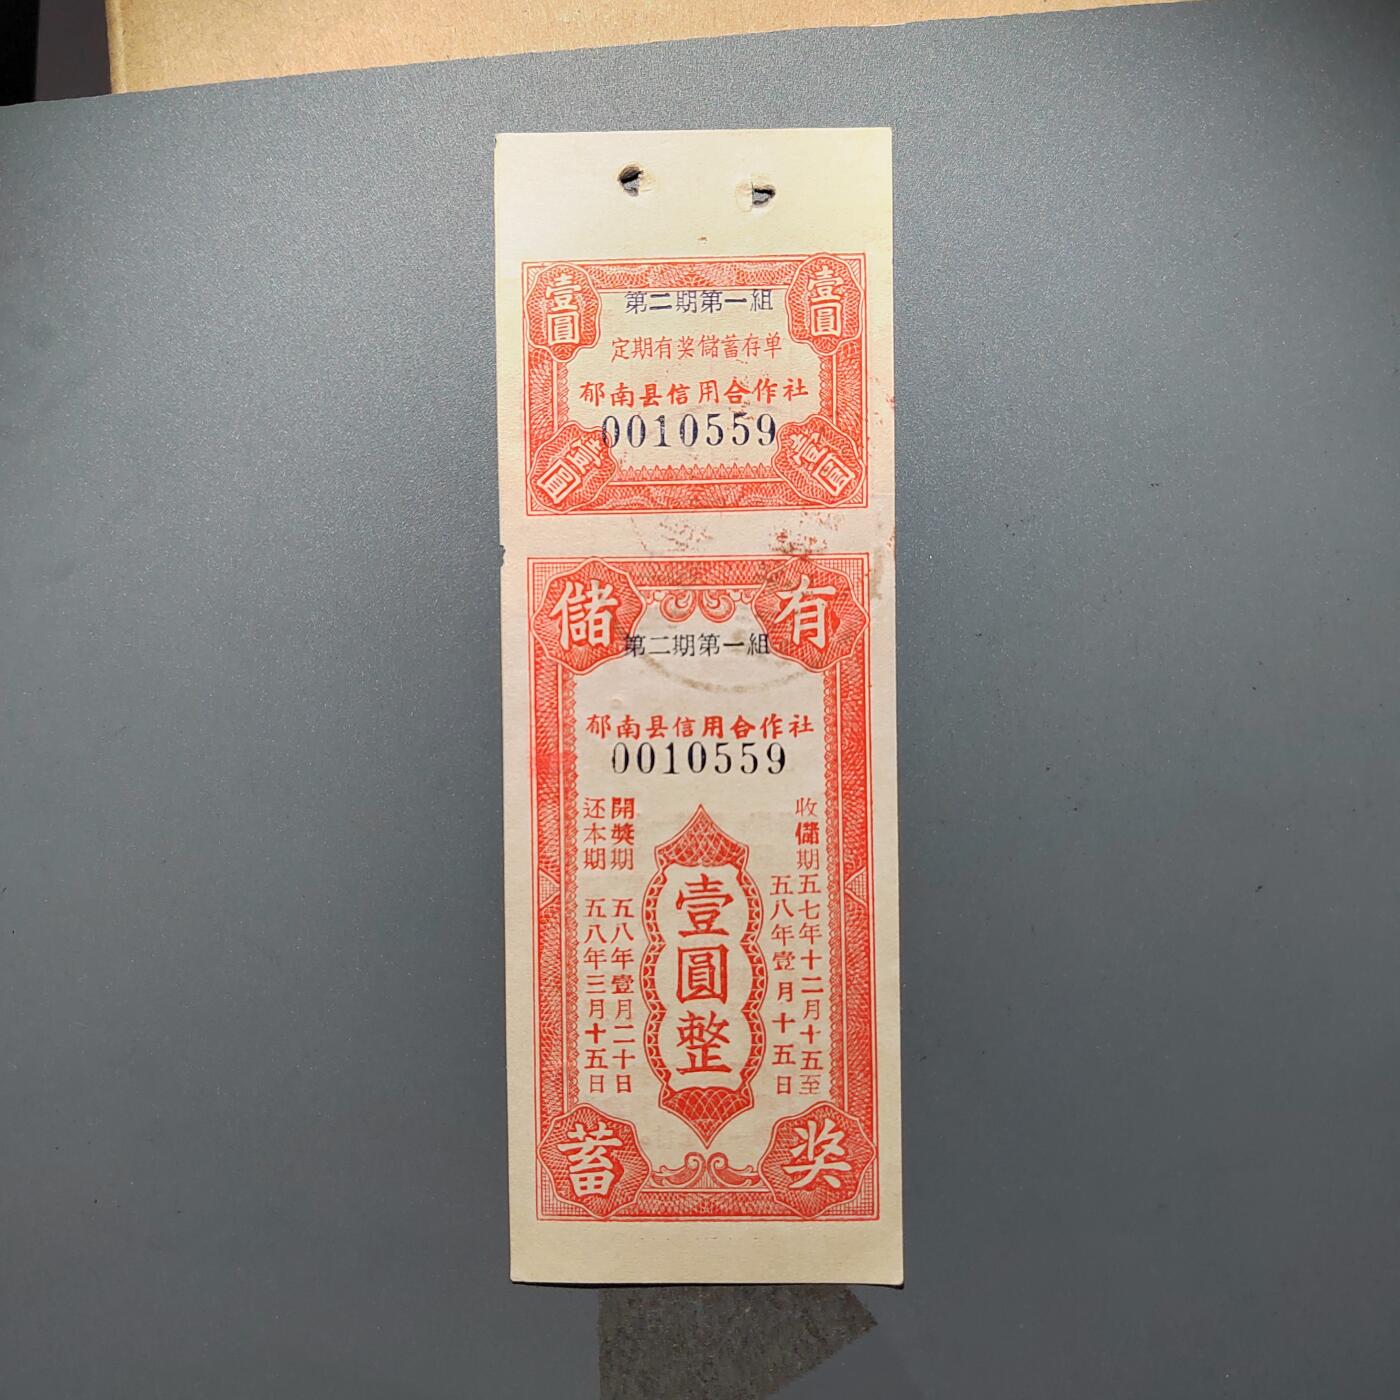 壹圓
壹圓
第二期第一組
定期有奖儲蓄存单
郁南县信用合作社
0010559
壹圓
壹圓
有奖
儲蓄
第二期第一組
郁南县信用合作社
0010559
收儲期五七年十二月十五至
五八年壹月十五日
壹圓整
開獎期 五八年壹月二十日
还本期 五八年三月十五日